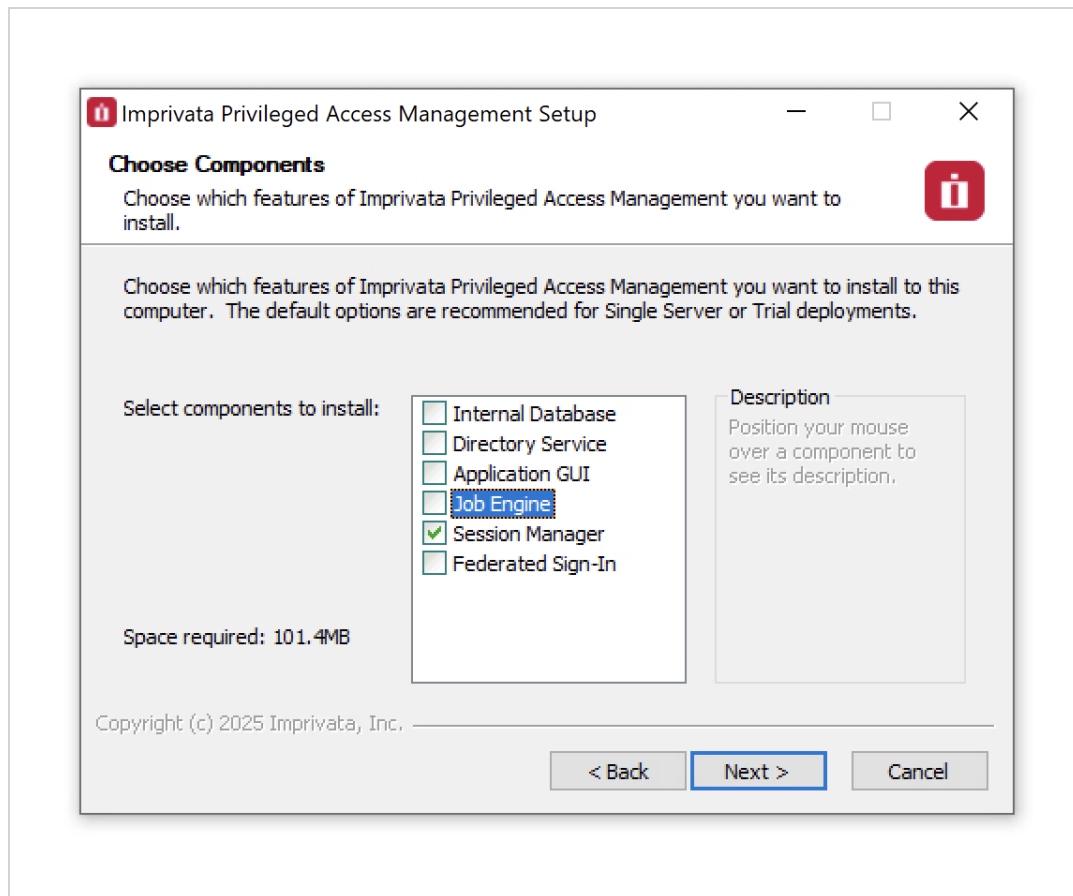 Imprivata Privileged Access Management Setup
Choose Components
Choose which features of Imprivata Privileged Access Management you want to
install.
Choose which features of Imprivata Privileged Access Management you want to install to this
computer.  The default options are recommended for Single Server or Trial deployments.
Select components to install:
Internal Database
Directory Service
Application GUI
Job Engine
Session Manager
Federated Sign-In
Description
Position your mouse
over a component to
see its description.
Space required: 101.4MB
Copyright (c) 2025 Imprivata, Inc.
< Back
Next >
Cancel